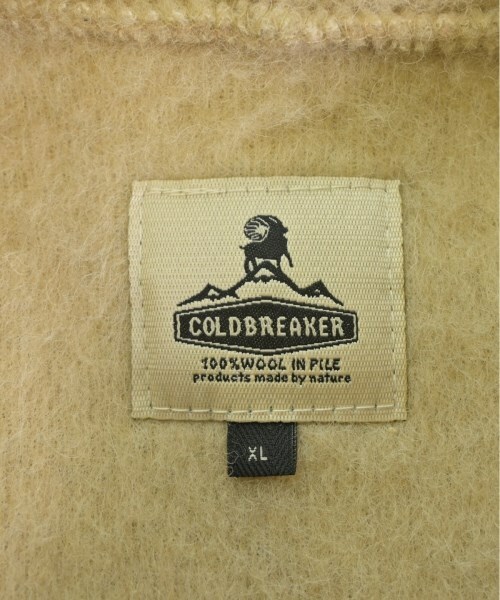 COLDBREAKER
100%WOOL IN PILE
products made by nature
XL